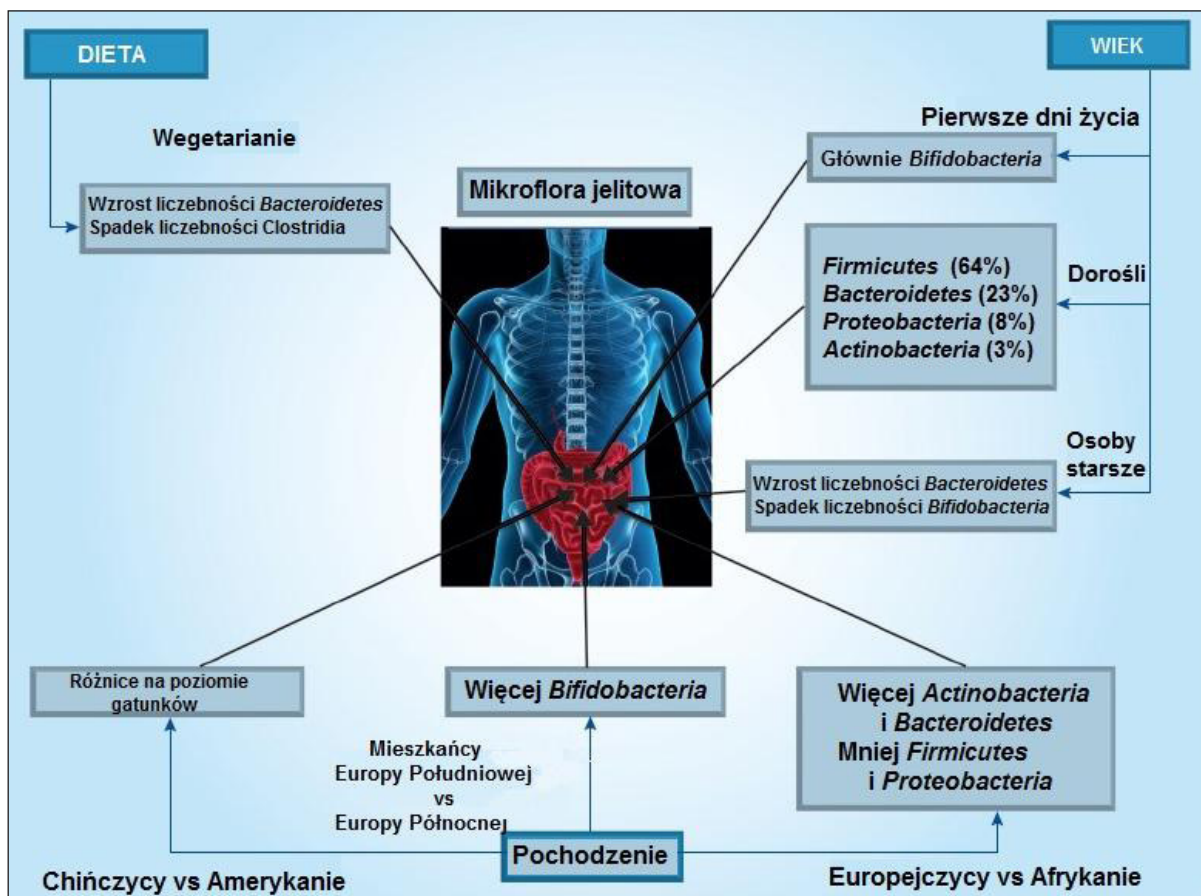 DIETA
WIEK
Wegetarianie
Wzrost liczebności Bacteroidetes
Spadek liczebności Clostridia
Mikroflora jelitowa
Pierwsze dni życia
Głównie Bifidobacteria
Firmicutes (64%)
Bacteroidetes (23%)
Proteobacteria (8%)
Actinobacteria (3%)
Dorośli
Osoby
starsze
Wzrost liczebności Bacteroidetes
Spadek liczebności Bifidobacteria
Różnice na poziomie
gatunków
Więcej Bifidobacteria
Więcej Actinobacteria
i Bacteroidetes
Mniej Firmicutes
i Proteobacteria
Mieszkańcy
Europy Południowej
vs
Europy Północnej
Pochodzenie
Chińczycy vs Amerykanie
Europejczycy vs Afrykanie